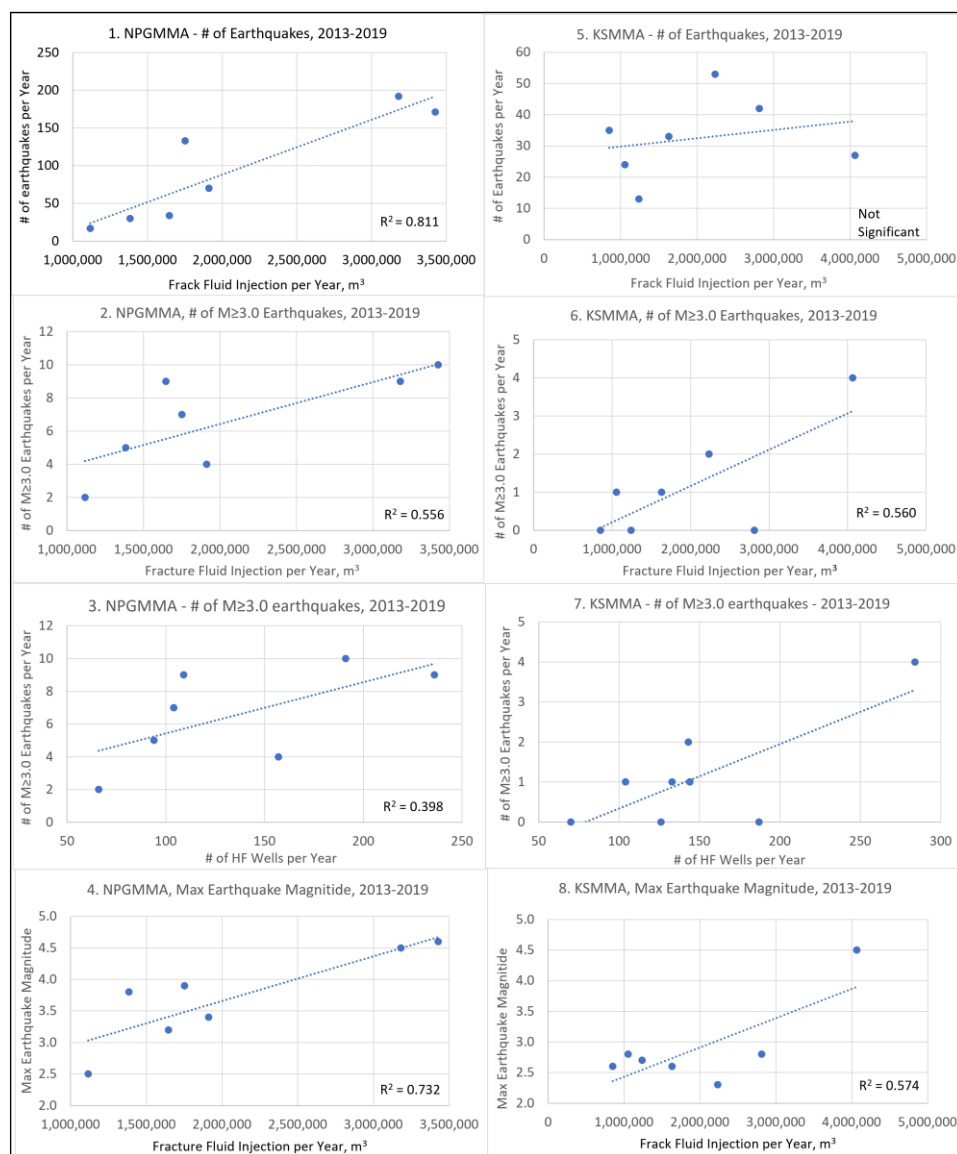 1. NPGMMA - # of Earthquakes, 2013-2019
# of earthquakes per Year
250
200
150
100
50
0
1,000,000 1,500,000 2,000,000 2,500,000 3,000,000 3,500,000
R² = 0.811
Frack Fluid Injection per Year, m³
5. KSMMA - # of Earthquakes, 2013-2019
# of Earthquakes per Year
60
50
40
30
20
10
0
Not
Significant
0 1,000,000 2,000,000 3,000,000 4,000,000 5,000,000
Frack Fluid Injection per Year, m³
2. NPGMMA, # of M≥3.0 Earthquakes, 2013-2019
# of M≥3.0 Earthquakes per Year
12
10
8
6
4
2
0
R² = 0.556
1,000,000 1,500,000 2,000,000 2,500,000 3,000,000 3,500,000
Fracture Fluid Injection per Year, m³
6. KSMMA, # of M≥3.0 Earthquakes, 2013-2019
# of M≥3.0 Earthquakes per Year
5
4
3
2
1
0
R² = 0.560
0 1,000,000 2,000,000 3,000,000 4,000,000 5,000,000
Frack Fluid Injection per Year, m³
3. NPGMMA - # of M≥3.0 earthquakes, 2013-2019
# of M≥3.0 Earthquakes per Year
12
10
8
6
4
2
0
R² = 0.398
50 100 150 200 250
# of HF Wells per Year
7. KSMMA - # of M≥3.0 earthquakes - 2013-2019
# of M≥3.0 Earthquakes per Year
5
4
3
2
1
0
50 100 150 200 250 300
# of HF Wells per Year
4. NPGMMA, Max Earthquake Magnitide, 2013-2019
Max Earthquake Magnitude
5.0
4.5
4.0
3.5
3.0
2.5
2.0
R² = 0.732
1,000,000 1,500,000 2,000,000 2,500,000 3,000,000 3,500,000
Fracture Fluid Injection per Year, m³
8. KSMMA, Max Earthquake Magnitude, 2013-2019
Max Earthquake Magnitide
5.0
4.5
4.0
3.5
3.0
2.5
2.0
R² = 0.574
0 1,000,000 2,000,000 3,000,000 4,000,000 5,000,000
Frack Fluid Injection per Year, m³